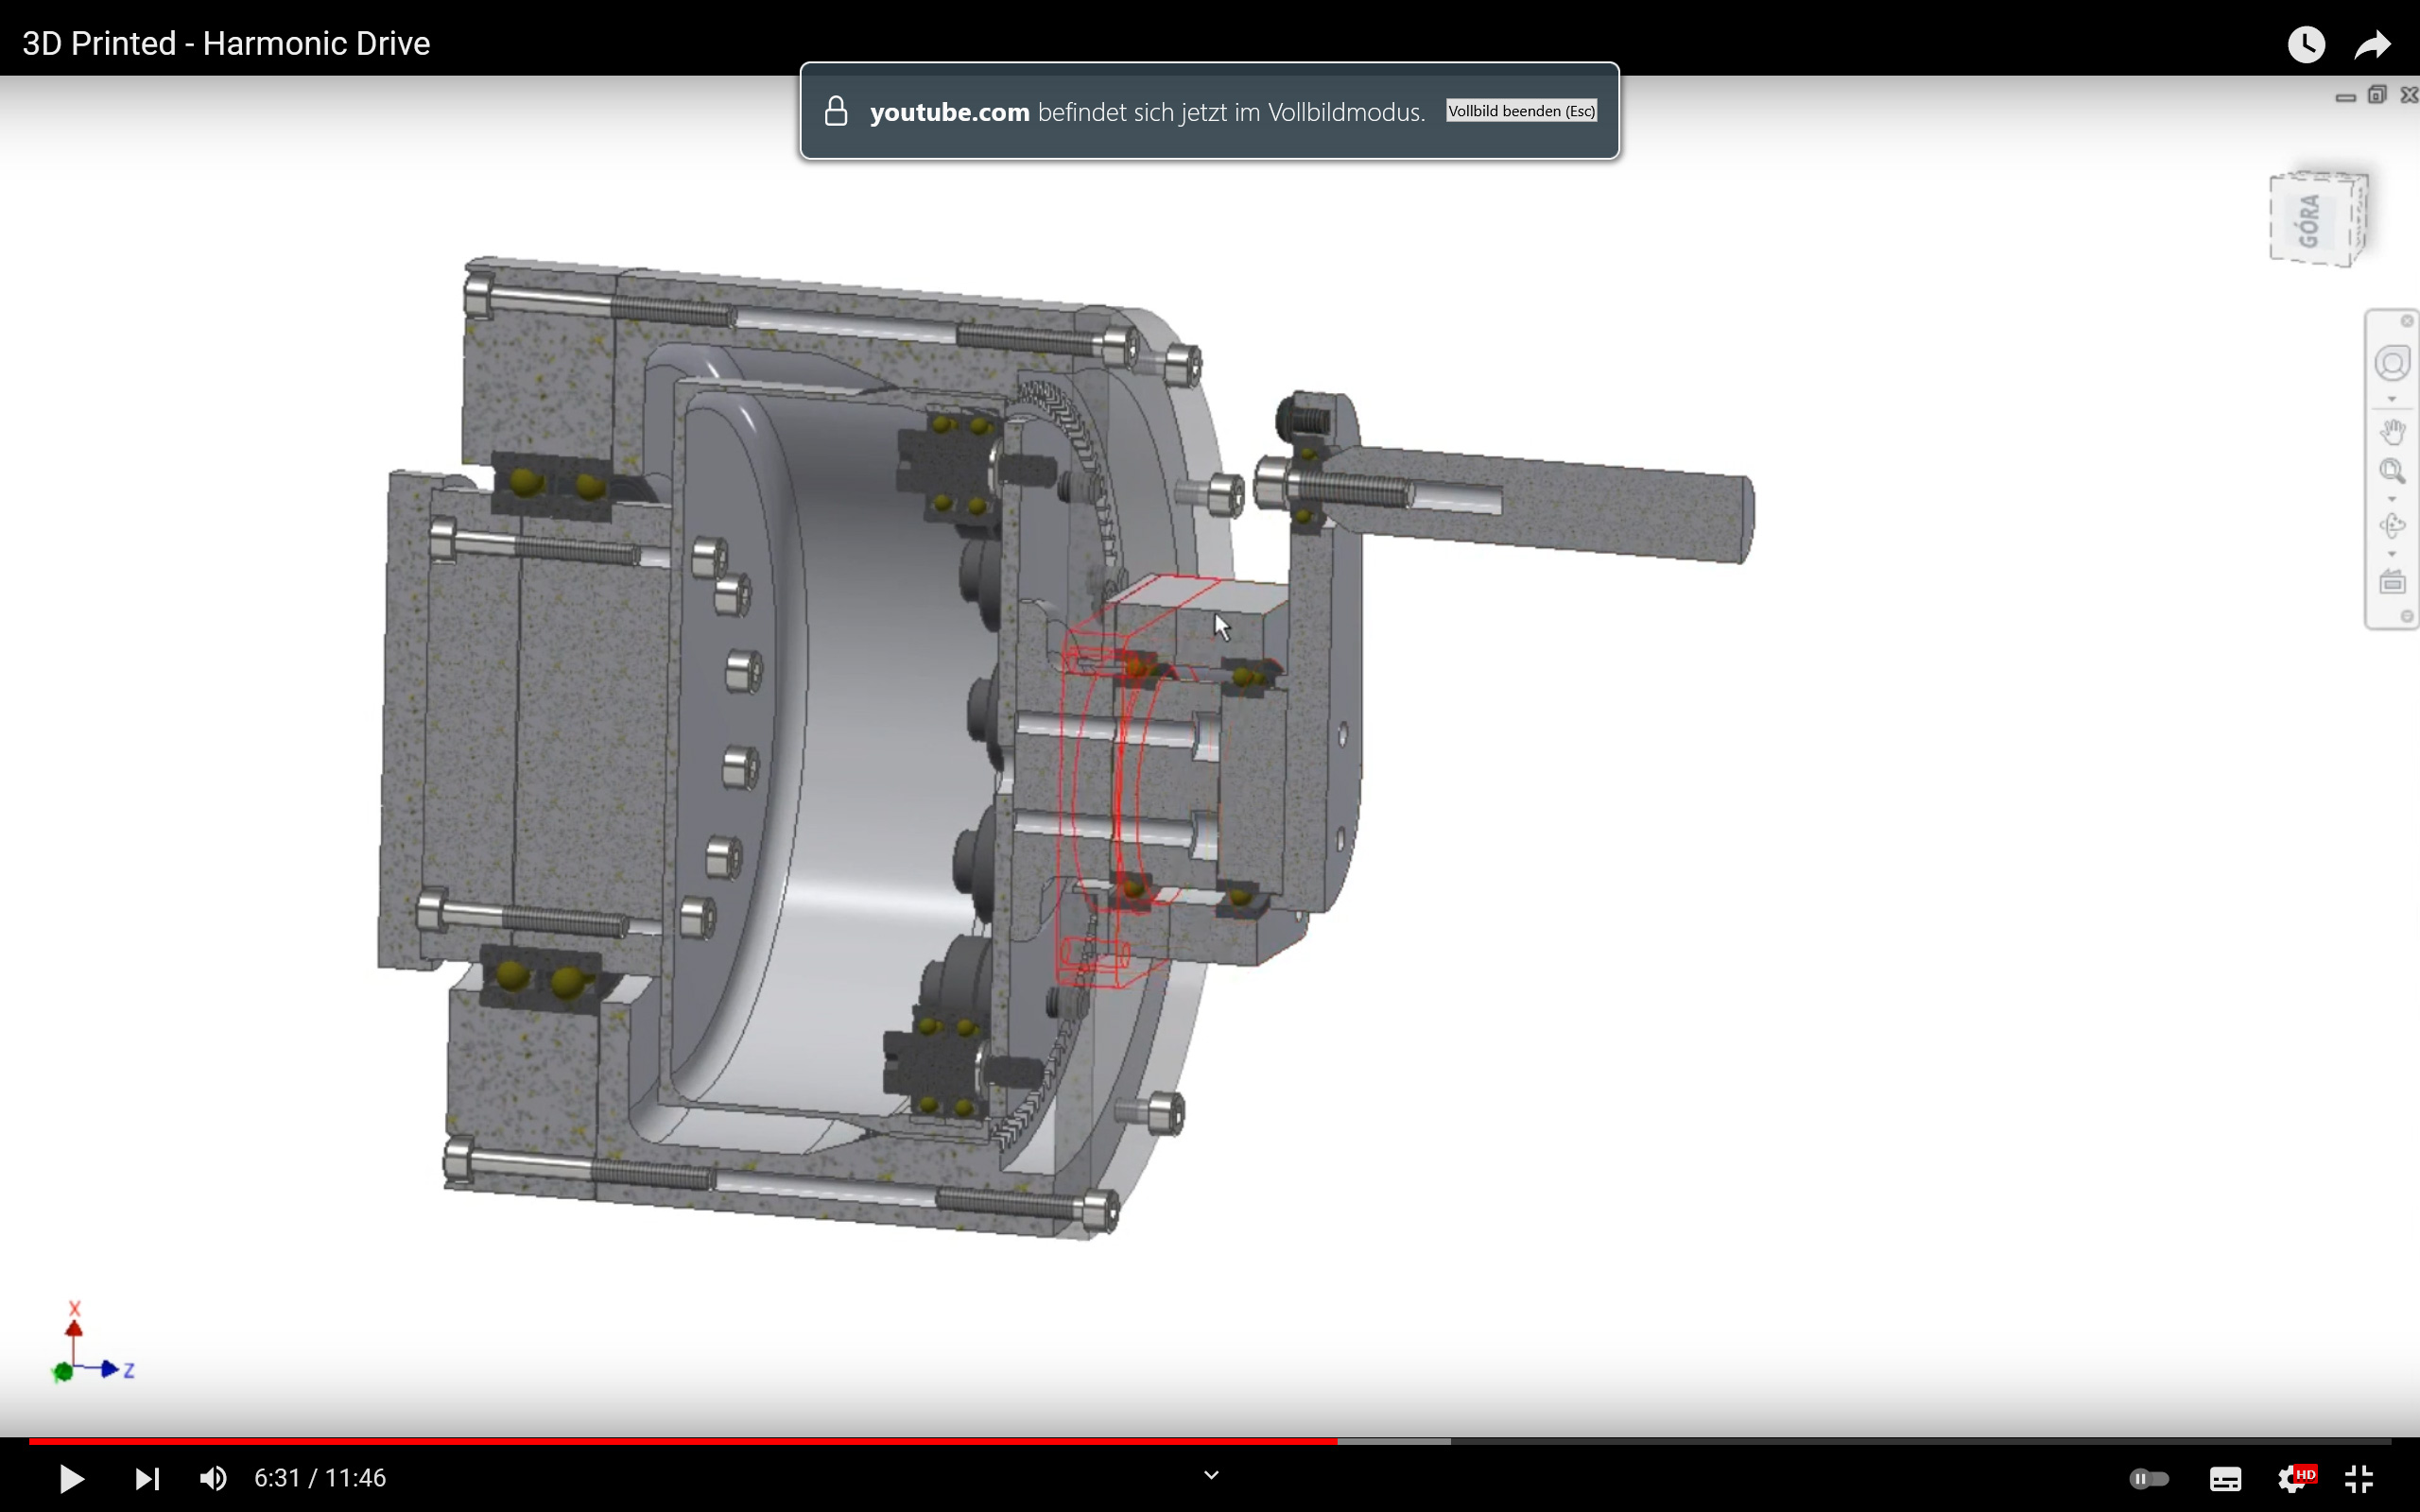 3D Printed - Harmonic Drive
youtube.com befindet sich jetzt im Vollbildmodus. Vollbild beenden (Esc)
GÓRA
X
Z
6:31 / 11:46
HD